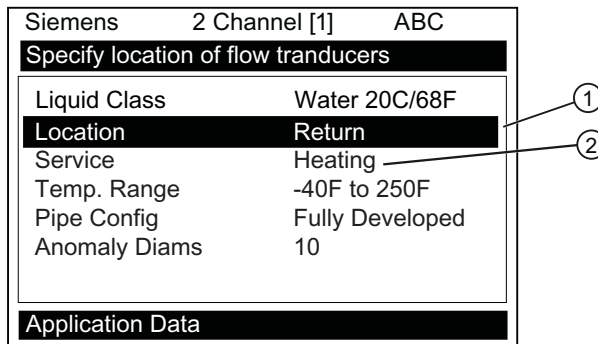 Siemens 2 Channel [1] ABC
Specify location of flow tranducers
Liquid Class Water 20C/68F
Location Return
Service Heating
Temp. Range -40F to 250F
Pipe Config Fully Developed
Anomaly Diams 10
Application Data
1
2